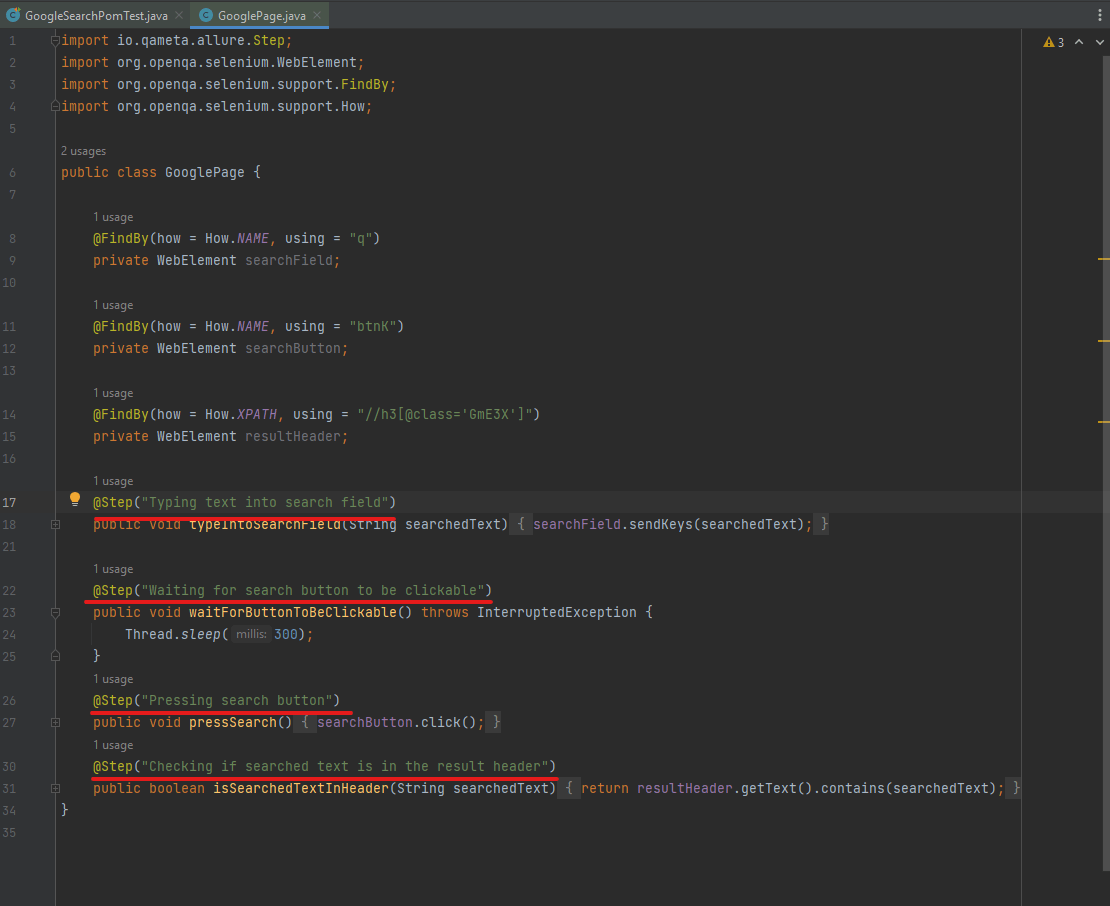 GoogleSearchPomTest.java GooglePage.java
3
1 import io.qameta.allure.Step;
2 import org.openqa.selenium.WebElement;
3 import org.openqa.selenium.support.FindBy;
4 import org.openqa.selenium.support.How;
5
2 usages
6 public class GooglePage {
7
1 usage
8 @FindBy(how = How.NAME, using = "q")
9 private WebElement searchField;
10
1 usage
11 @FindBy(how = How.NAME, using = "btnK")
12 private WebElement searchButton;
13
1 usage
14 @FindBy(how = How.XPATH, using = "//h3[@class='GmE3X']")
15 private WebElement resultHeader;
16
1 usage
17 @Step("Typing text into search field")
18 public void typeIntoSearchField(String searchedText) { searchField.sendKeys(searchedText); }
21
1 usage
22 @Step("Waiting for search button to be clickable")
23 public void waitForButtonToBeClickable() throws InterruptedException {
24 Thread.sleep( millis: 300);
25 }
1 usage
26 @Step("Pressing search button")
27 public void pressSearch() { searchButton.click(); }
1 usage
30 @Step("Checking if searched text is in the result header")
31 public boolean isSearchedTextInHeader(String searchedText) { return resultHeader.getText().contains(searchedText); }
34 }
35